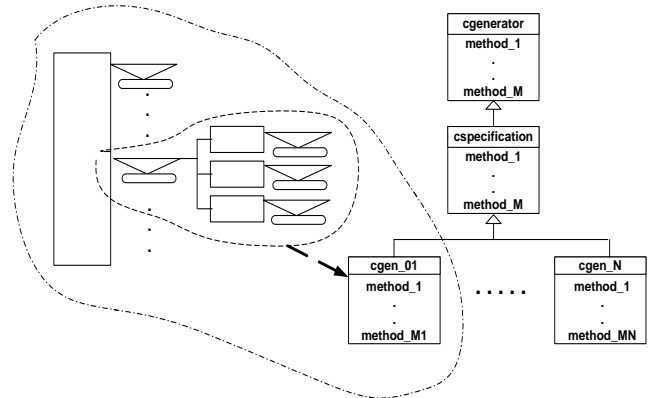 cgenerator
method_1
.
.
method_M
cspecification
method_1
.
.
method_M
cgen_01
method_1
.
.
method_M1
. . . . .
cgen_N
method_1
.
.
method_MN